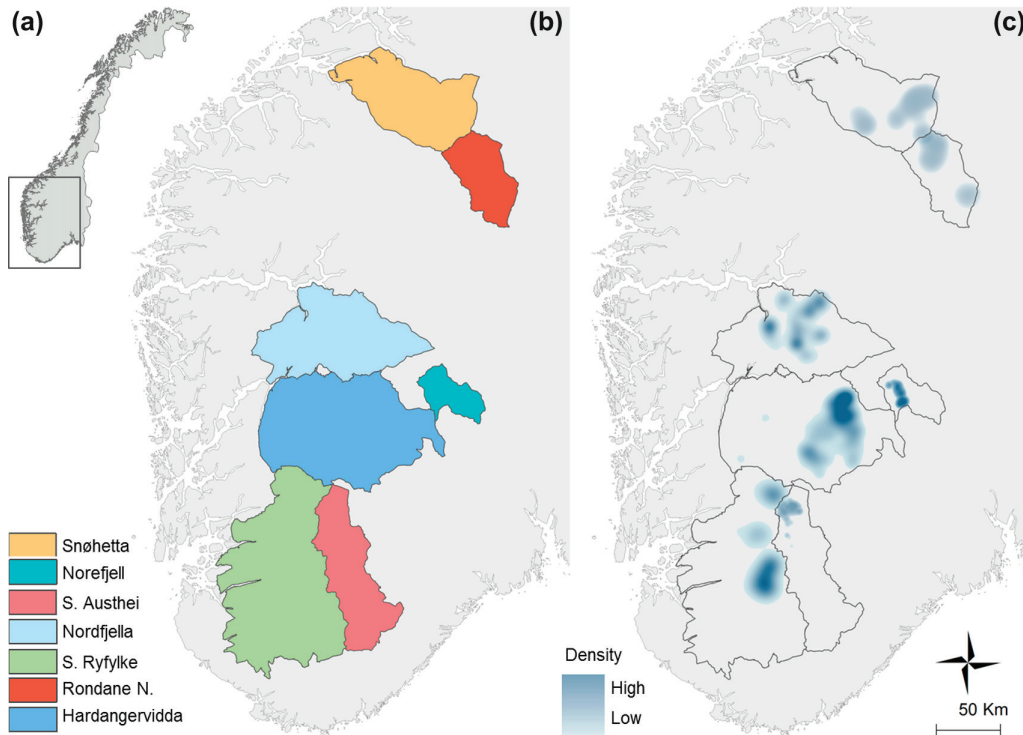 (a)
(b)
(c)
Snøhetta
Norefjell
S. Austhei
Nordfjella
S. Ryfylke
Rondane N.
Hardangervidda
Density
High
Low
50 Km